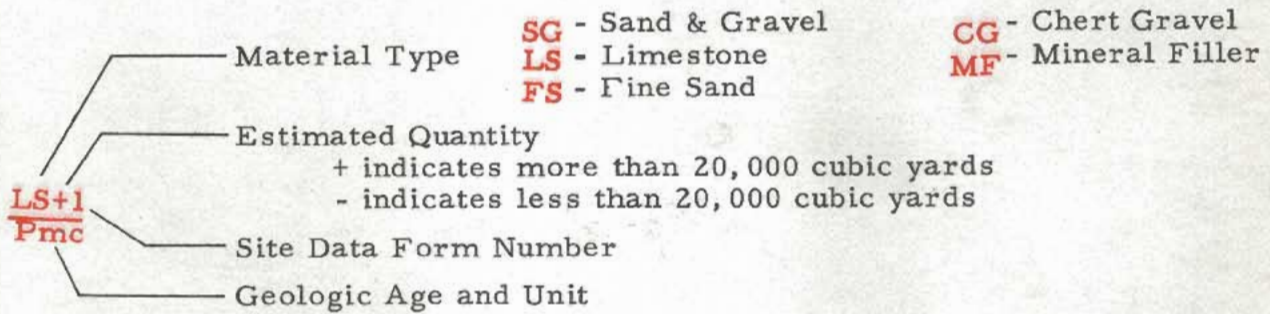 Material Type
SG - Sand & Gravel
LS - Limestone
FS - Fine Sand
CG - Chert Gravel
MF - Mineral Filler
Estimated Quantity
+ indicates more than 20,000 cubic yards
- indicates less than 20,000 cubic yards
LS+1
Pmc
Site Data Form Number
Geologic Age and Unit